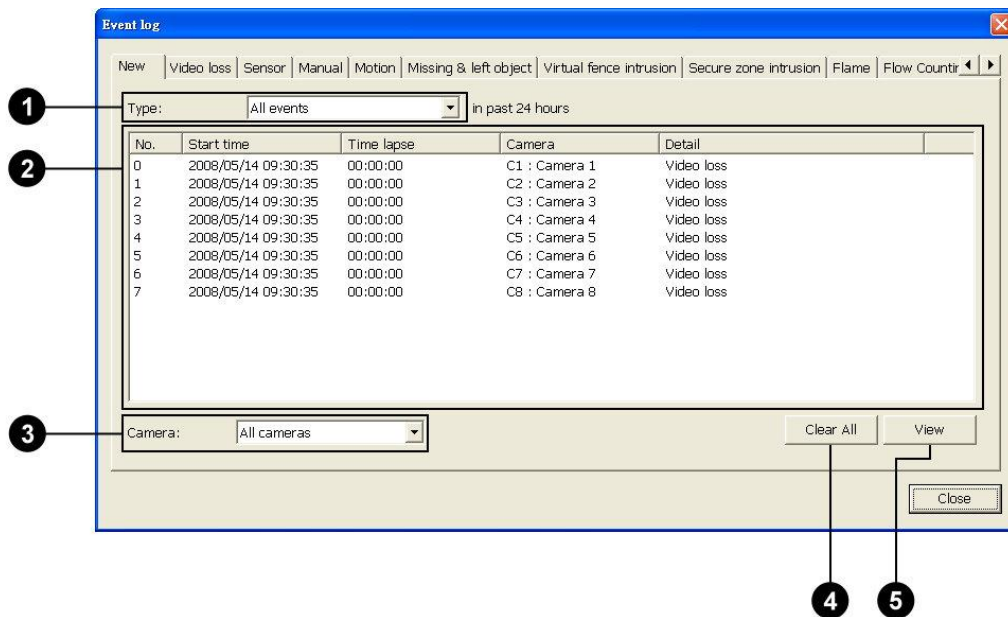 Event log
New Video loss Sensor Manual Motion Missing & left object Virtual fence intrusion Secure zone intrusion Flame Flow Countin
1 Type: All events in past 24 hours
2
No. Start time Time lapse Camera Detail
0 2008/05/14 09:30:35 00:00:00 C1 : Camera 1 Video loss
1 2008/05/14 09:30:35 00:00:00 C2 : Camera 2 Video loss
2 2008/05/14 09:30:35 00:00:00 C3 : Camera 3 Video loss
3 2008/05/14 09:30:35 00:00:00 C4 : Camera 4 Video loss
4 2008/05/14 09:30:35 00:00:00 C5 : Camera 5 Video loss
5 2008/05/14 09:30:35 00:00:00 C6 : Camera 6 Video loss
6 2008/05/14 09:30:35 00:00:00 C7 : Camera 7 Video loss
7 2008/05/14 09:30:35 00:00:00 C8 : Camera 8 Video loss
3 Camera: All cameras Clear All View
Close
4 5